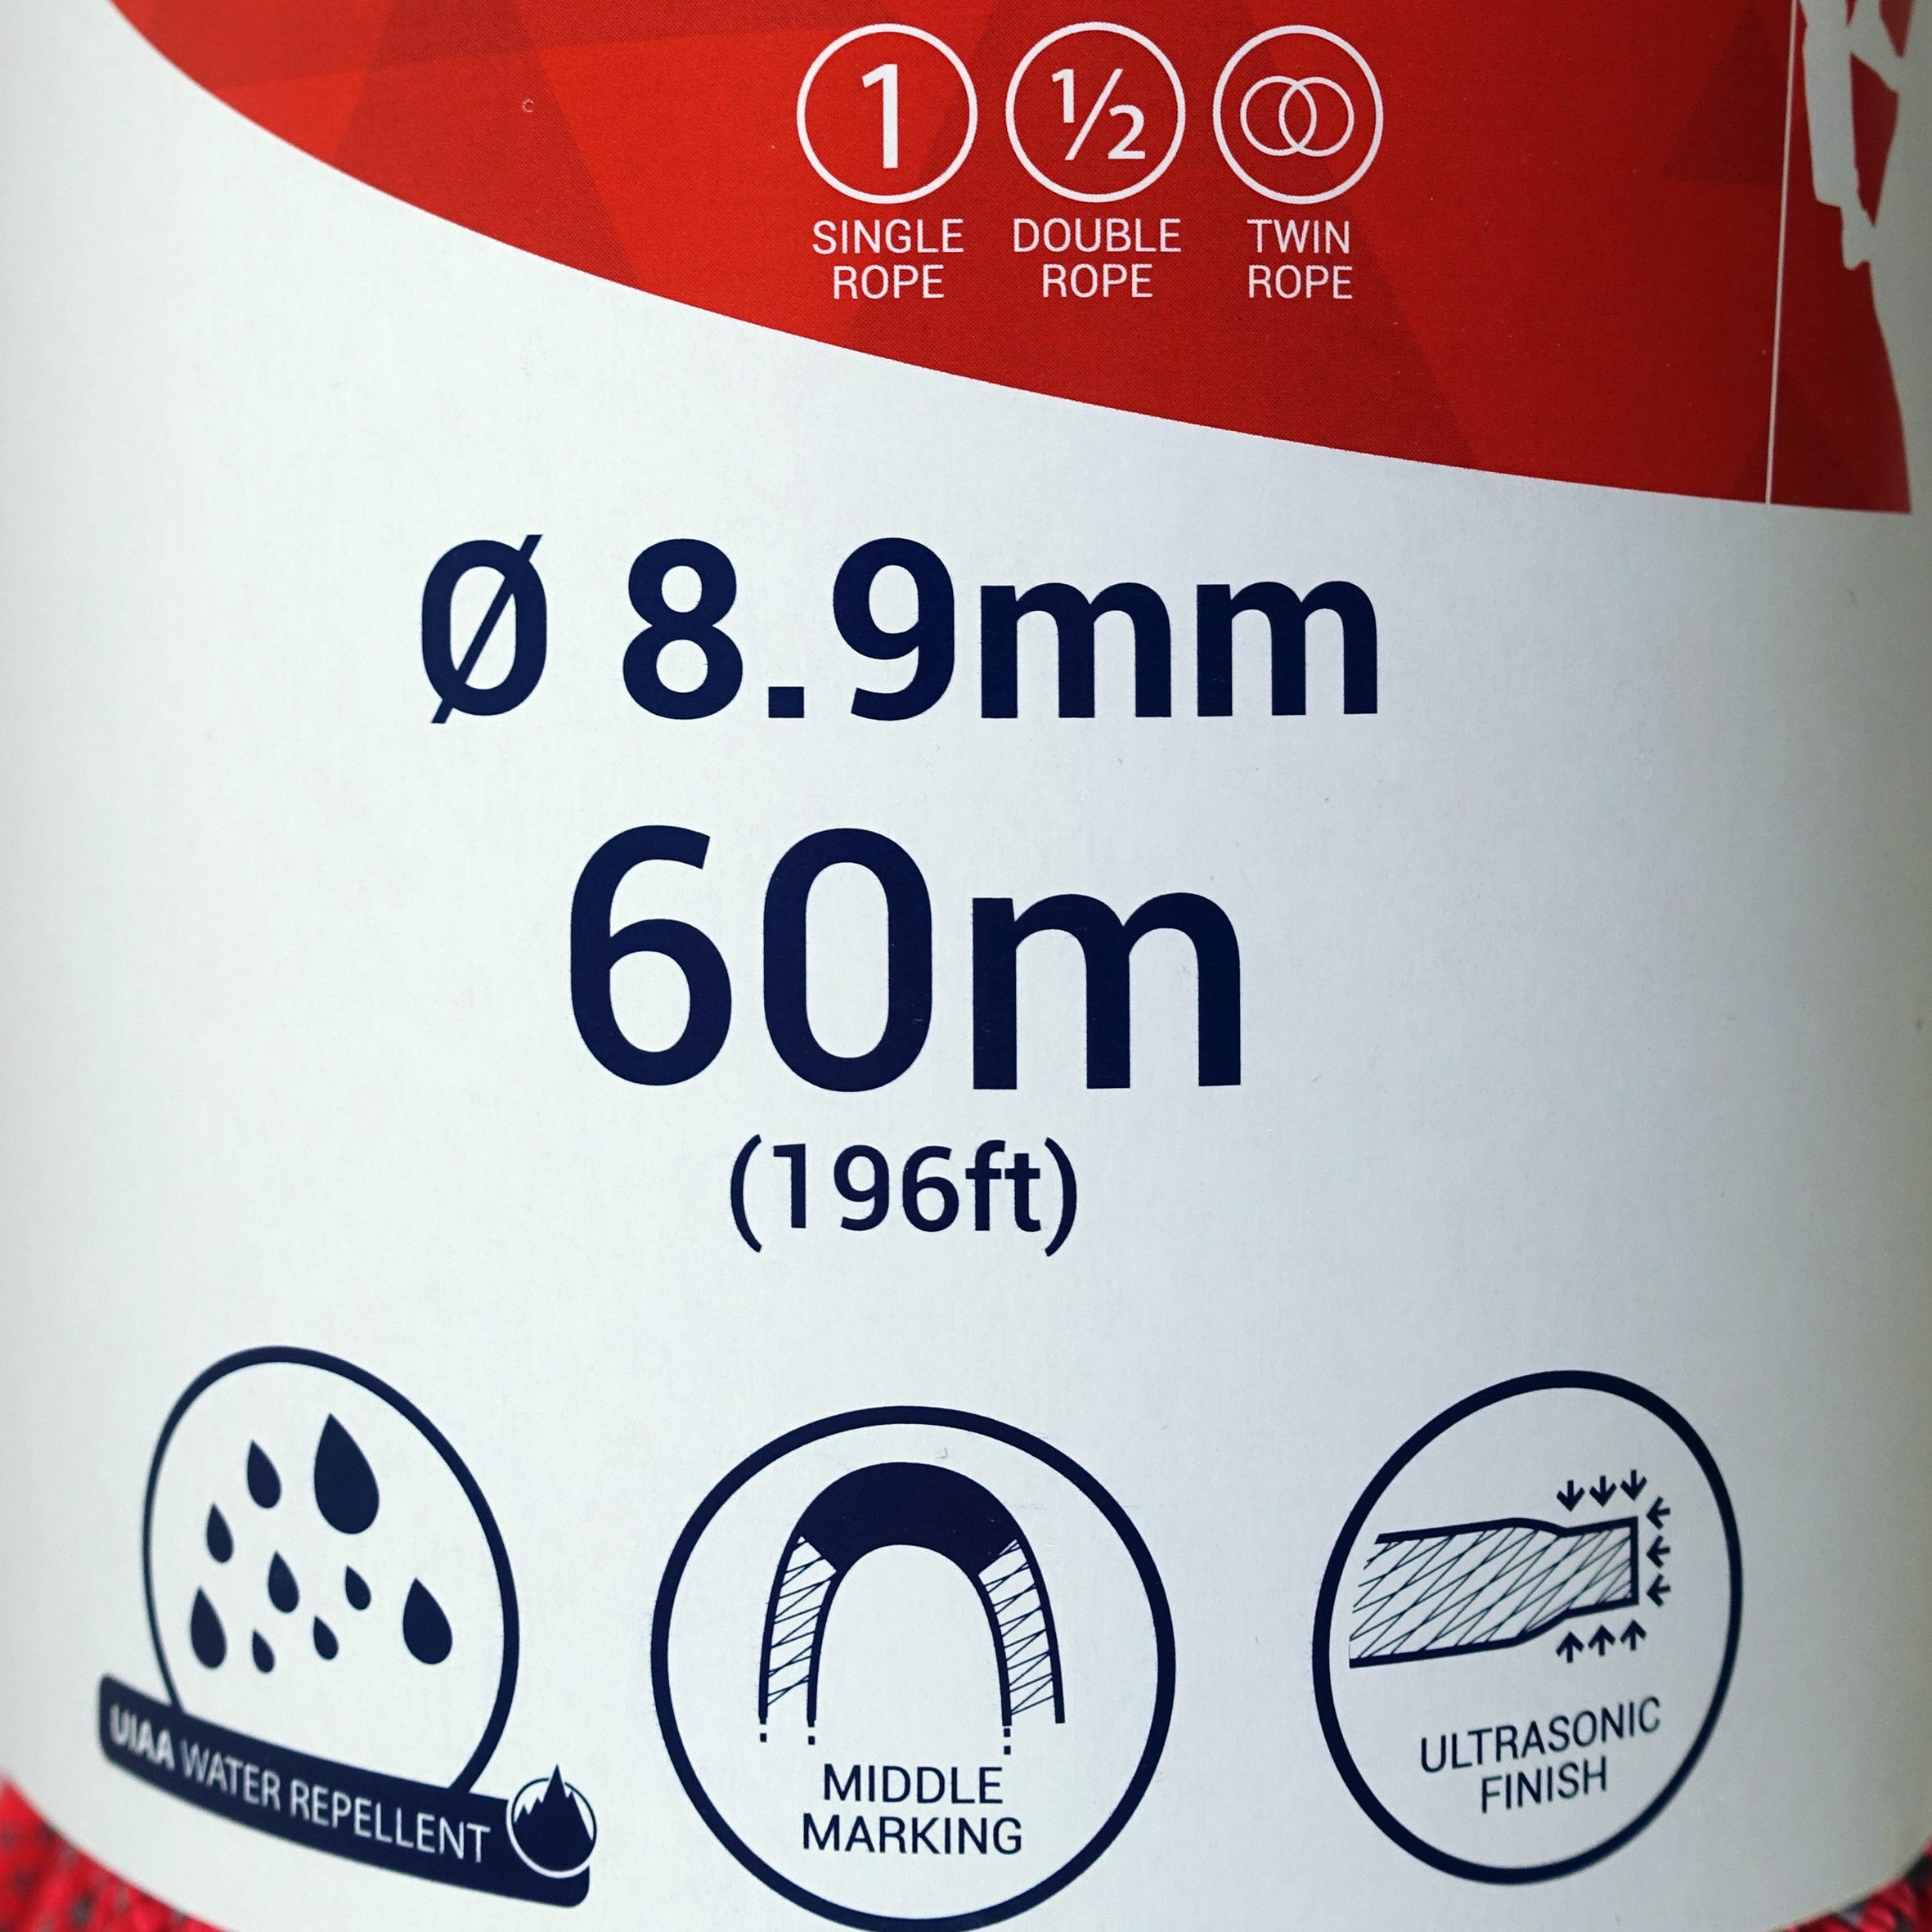 1
1/2
SINGLE
ROPE
DOUBLE
ROPE
TWIN
ROPE
Ø 8.9mm
60m
(196ft)
UIAA WATER REPELLENT
MIDDLE
MARKING
ULTRASONIC
FINISH